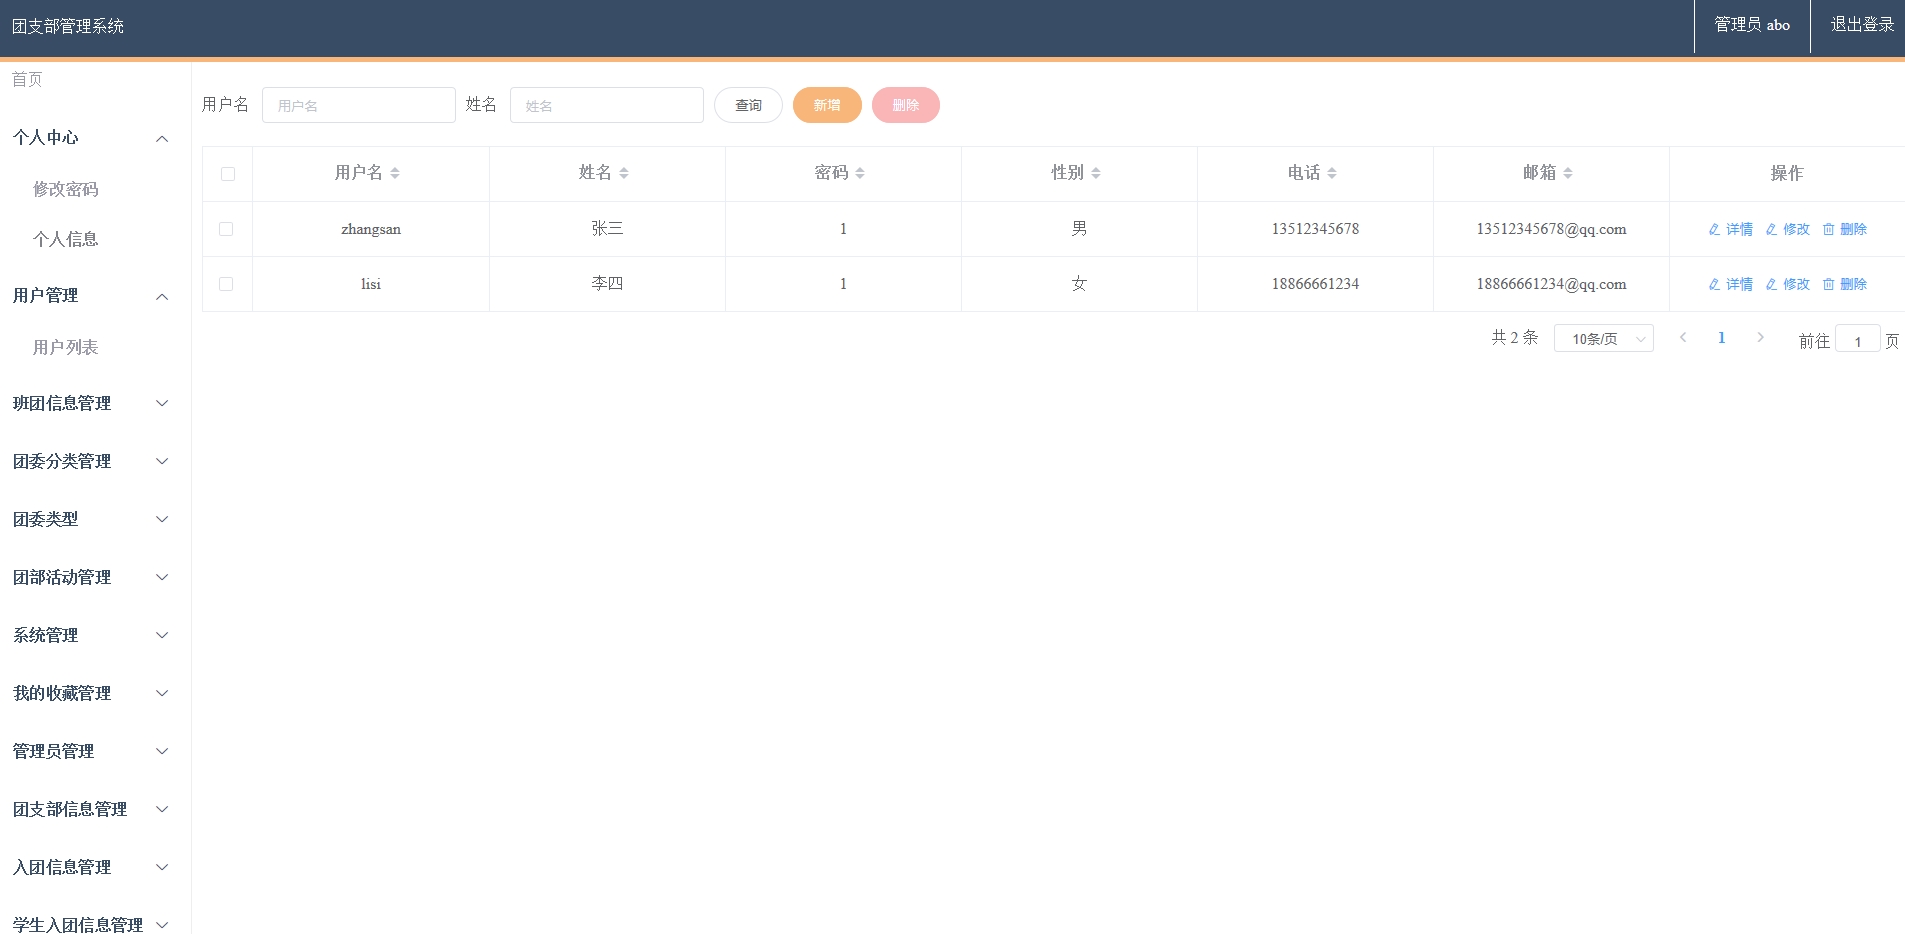 团支部管理系统
管理员 abo
退出登录
首页
个人中心
修改密码
个人信息
用户管理
用户列表
班团信息管理
团委分类管理
团委类型
团部活动管理
系统管理
我的收藏管理
管理员管理
团支部信息管理
入团信息管理
学生入团信息管理
用户名 用户名 姓名 姓名 查询 新增 删除
用户名 姓名 密码 性别 电话 邮箱 操作
zhangsan 张三 1 男 13512345678 13512345678@qq.com 详情 修改 删除
lisi 李四 1 女 18866661234 18866661234@qq.com 详情 修改 删除
共 2 条 10条/页 1 前往 1 页